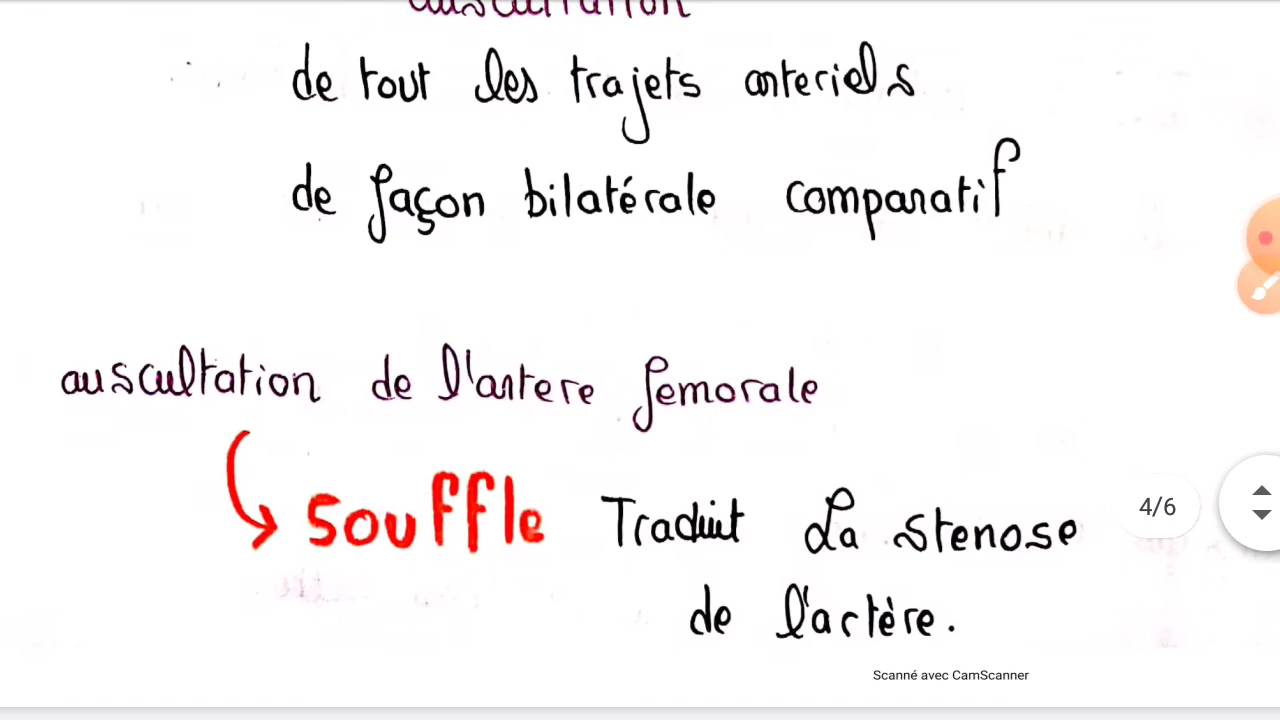 auscultation
de tout les trajets arteriels
de façon bilatérale comparatif
auscultation de l'artere femorale
souffle Traduit La stenose
de l'artère.
4/6
Scanné avec CamScanner